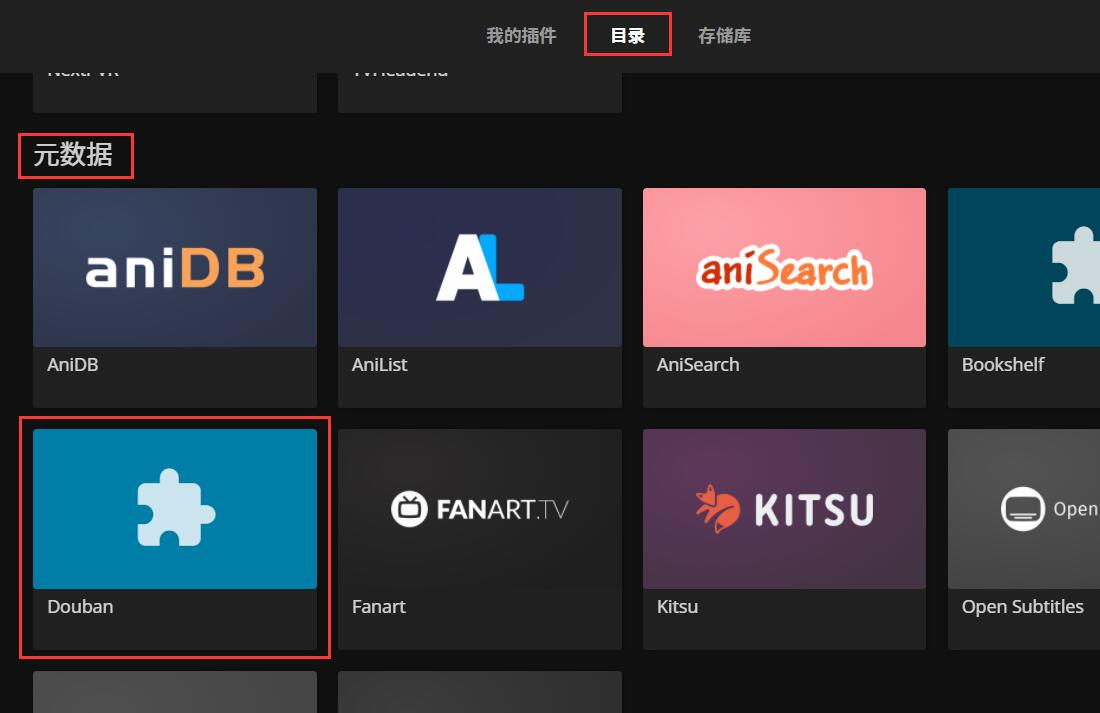 我的插件
目录
存储库
NextPVR
TVHeadend
元数据
aniDB
AL
aniSearch
AniDB
AniList
AniSearch
Bookshelf
FANART.TV
KITSU
Open
Douban
Fanart
Kitsu
Open Subtitles